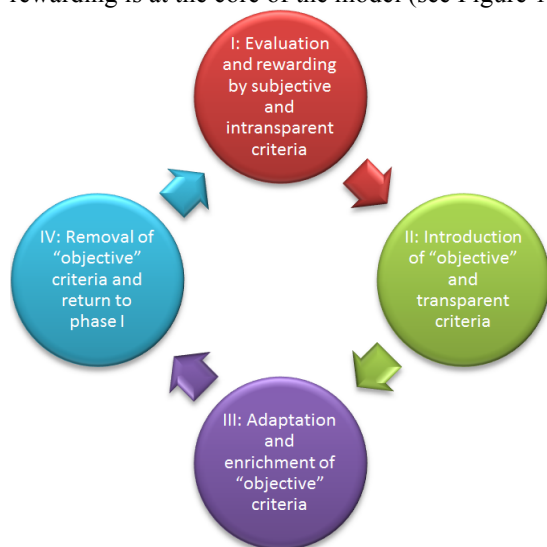 rewarding is at the core of the model (see Figure 1
I: Evaluation
and rewarding
by subjective
and
intransparent
criteria
II: Introduction
of “objective”
and
transparent
criteria
III: Adaptation
and
enrichment of
“objective”
criteria
IV: Removal of
“objective”
criteria and
return to
phase I